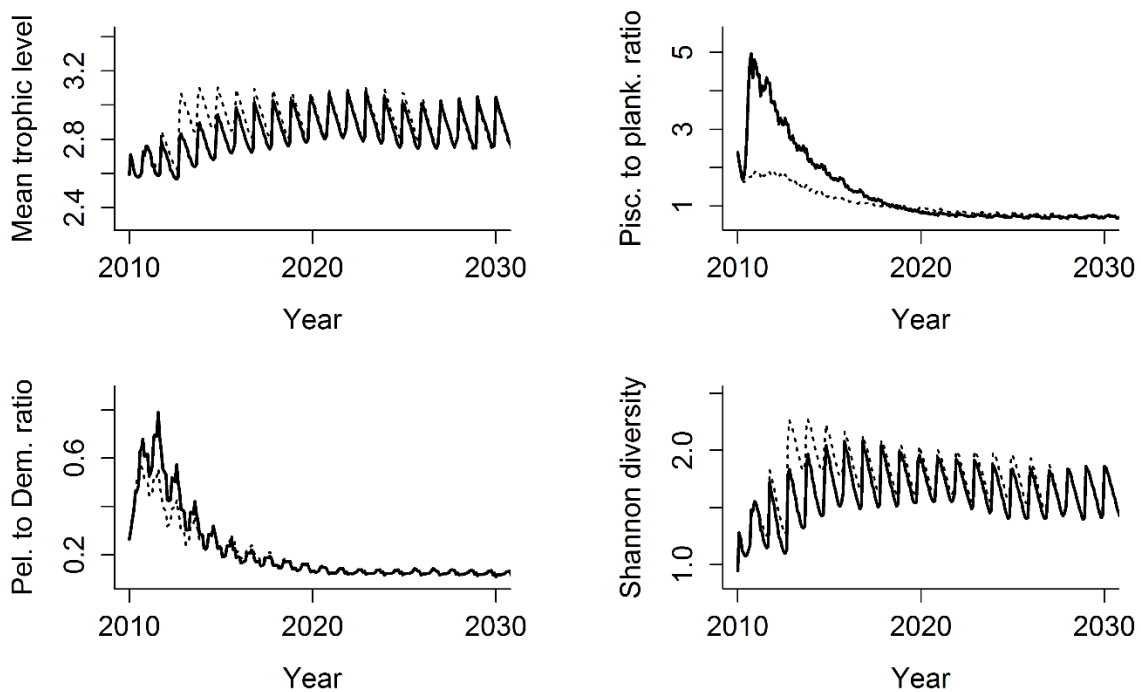 Mean trophic level
3.2
2.8
2.4
2010 2020 2030
Year
Pisc. to plank. ratio
5
3
1
2010 2020 2030
Year
Pel. to Dem. ratio
0.6
0.2
2010 2020 2030
Year
Shannon diversity
2.0
1.0
2010 2020 2030
Year